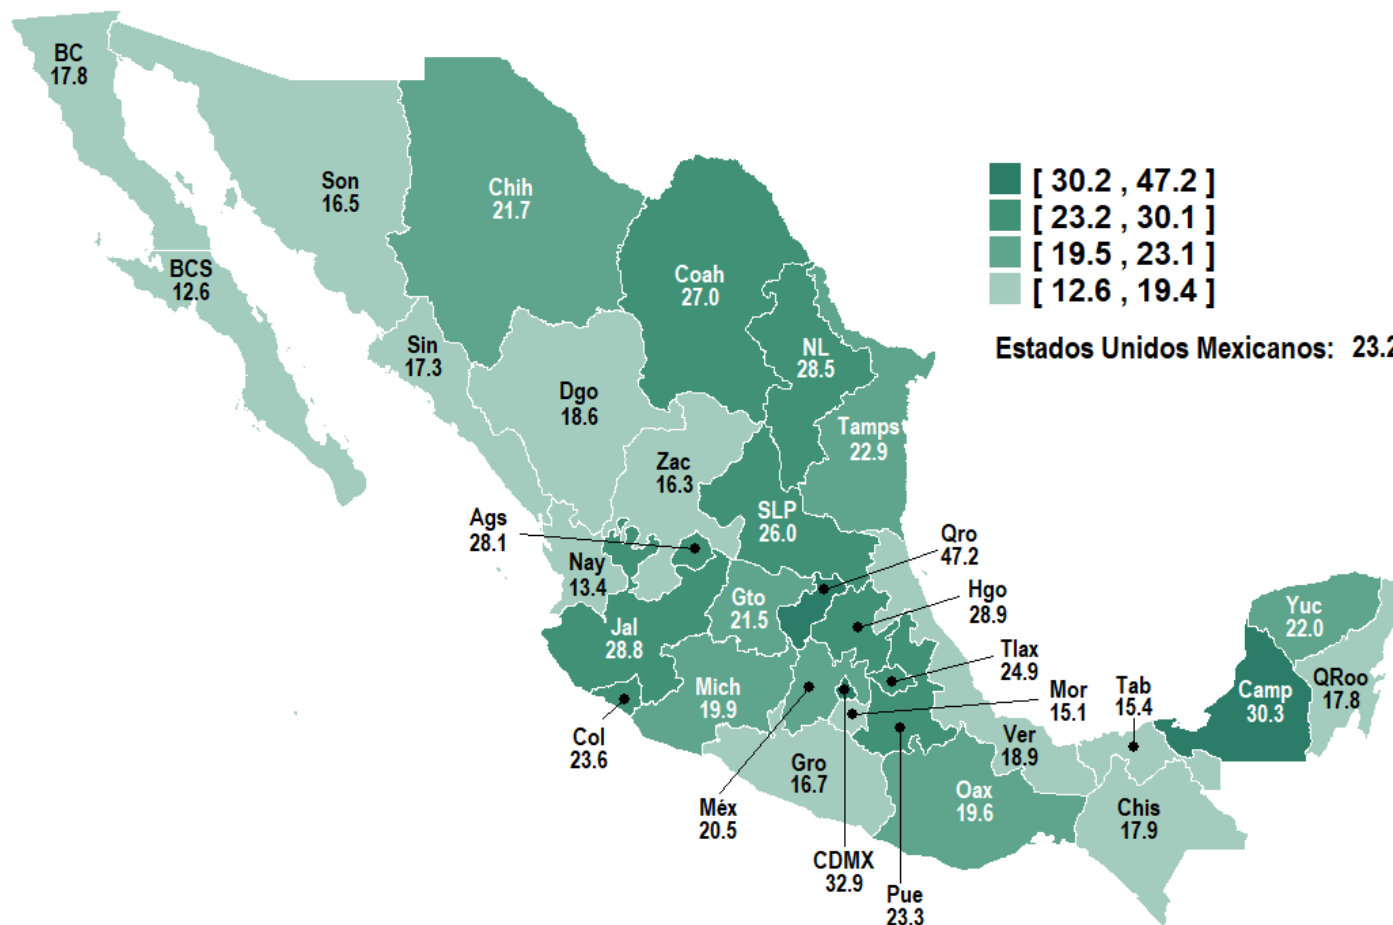 BC
17.8
Son
16.5
Chih
21.7
[ 30.2 , 47.2 ]
[ 23.2 , 30.1 ]
[ 19.5 , 23.1 ]
[ 12.6 , 19.4 ]
Estados Unidos Mexicanos: 23.2
BCS
12.6
Coah
27.0
Sin
17.3
NL
28.5
Dgo
18.6
Tamps
22.9
Zac
16.3
SLP
26.0
Ags
28.1
Qro
47.2
Nay
13.4
Gto
21.5
Hgo
28.9
Yuc
22.0
Jal
28.8
Tlax
24.9
Mich
19.9
Mor
15.1
Tab
15.4
Camp
30.3
QRoo
17.8
Col
23.6
Ver
18.9
Gro
16.7
Méx
20.5
Oax
19.6
Chis
17.9
CDMX
32.9
Pue
23.3